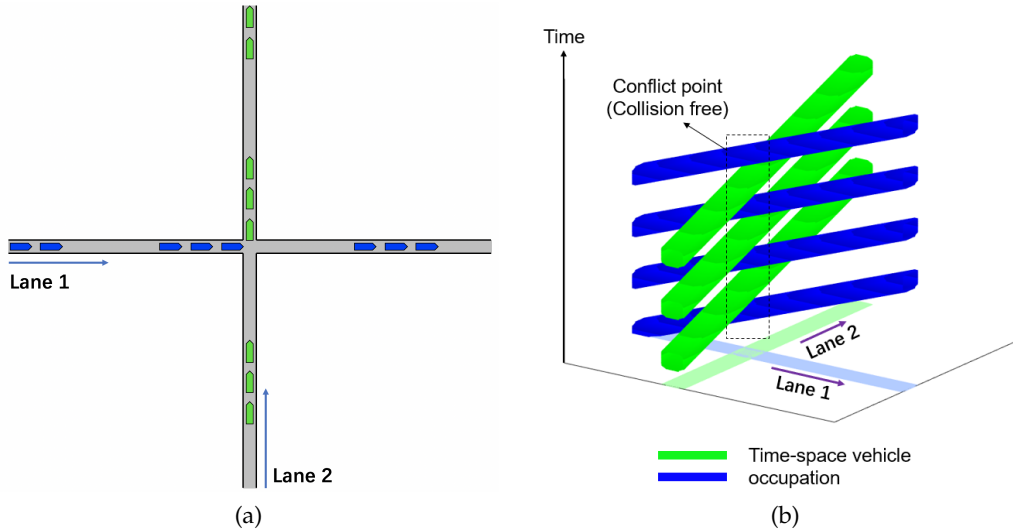 Lane 1
Lane 2
(a)
Time
Conflict point
(Collision free)
Lane 2
Lane 1
Time-space vehicle
occupation
(b)